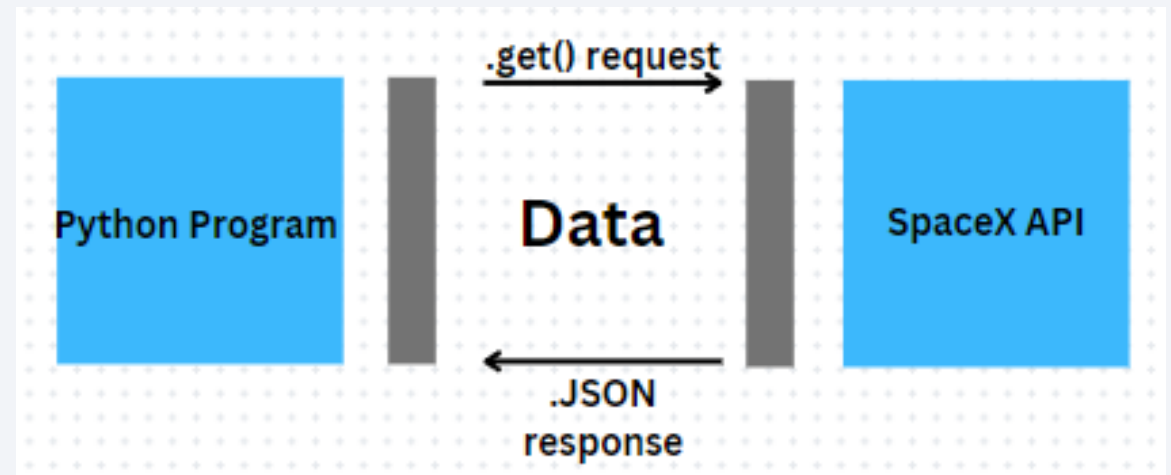 .get() request
Python Program
Data
SpaceX API
.JSON
response